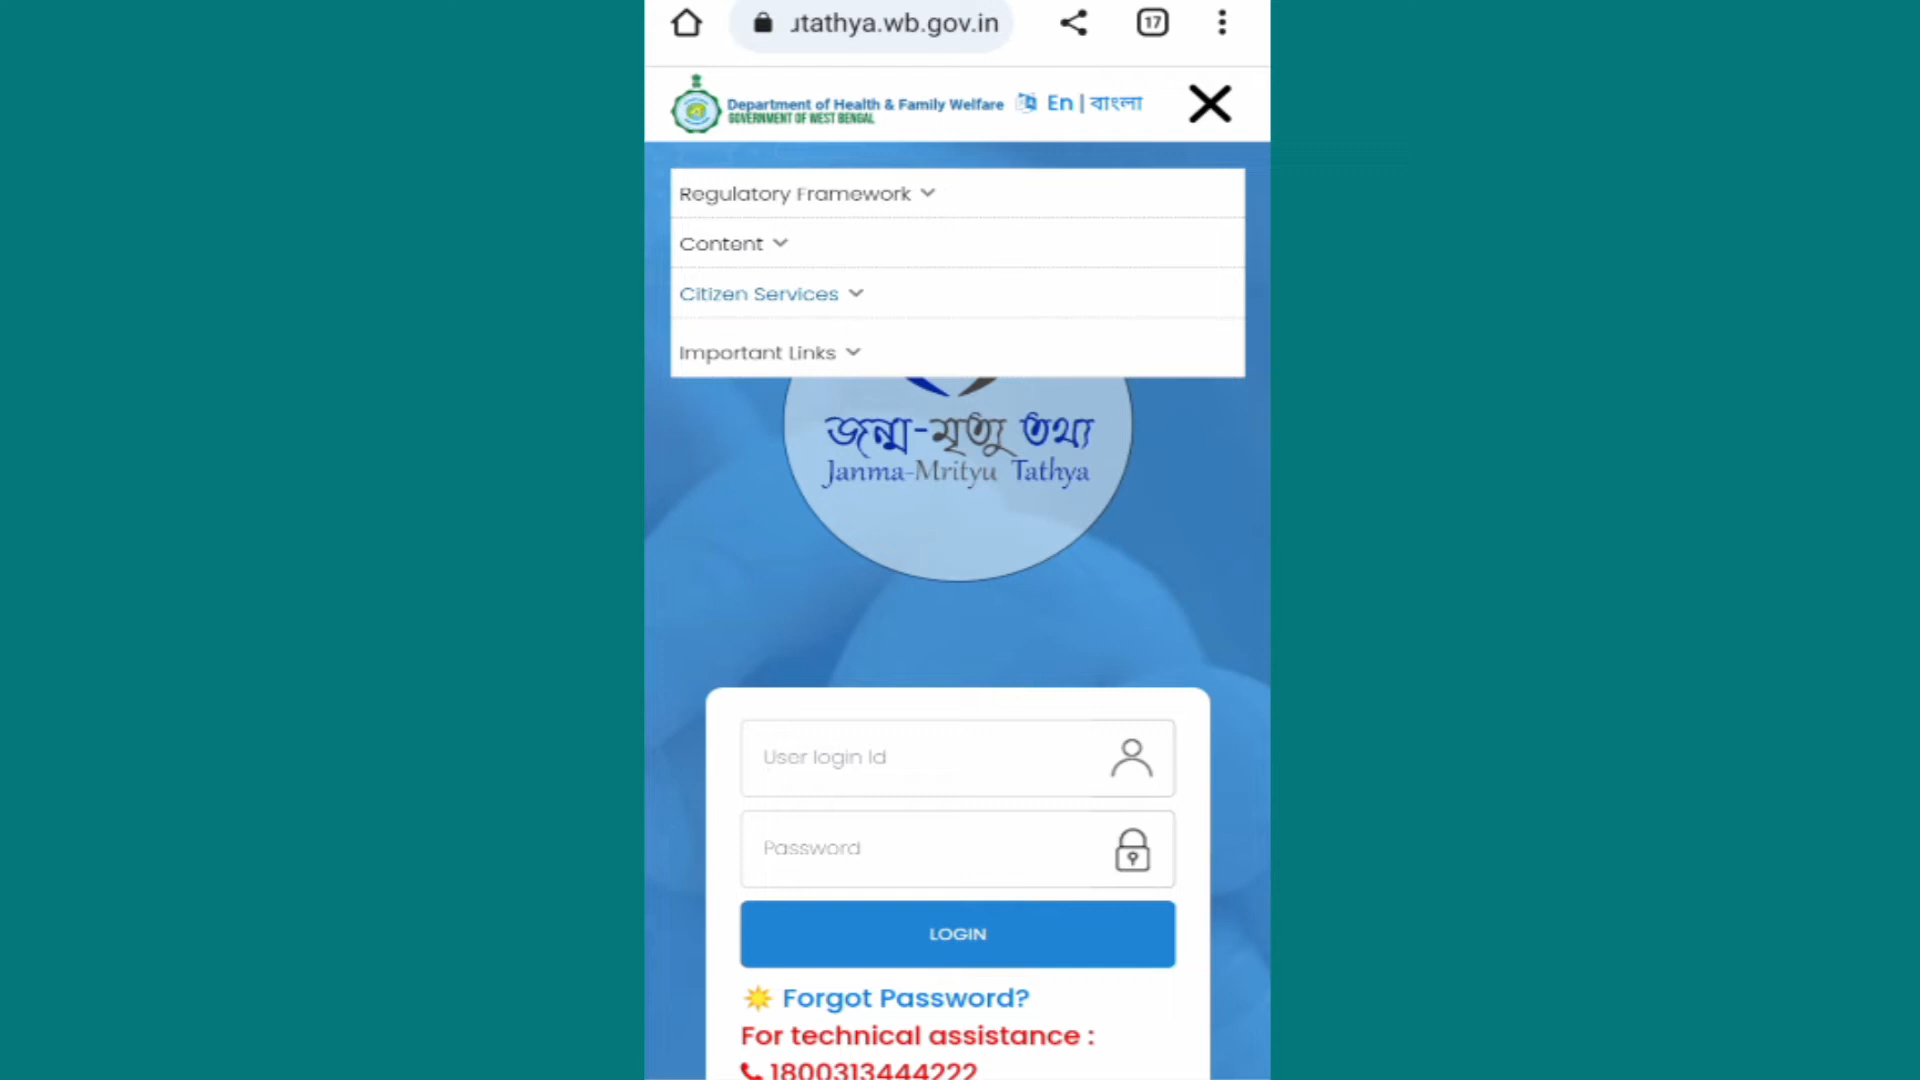 utathya.wb.gov.in
17
Department of Health & Family Welfare
GOVERNMENT OF WEST BENGAL
En | বাংলা
Regulatory Framework
Content
Citizen Services
Important Links
জন্ম-মৃত্যু তথ্য
Janma-Mrityu Tathya
User login Id
Password
LOGIN
Forgot Password?
For technical assistance :
1800313444222